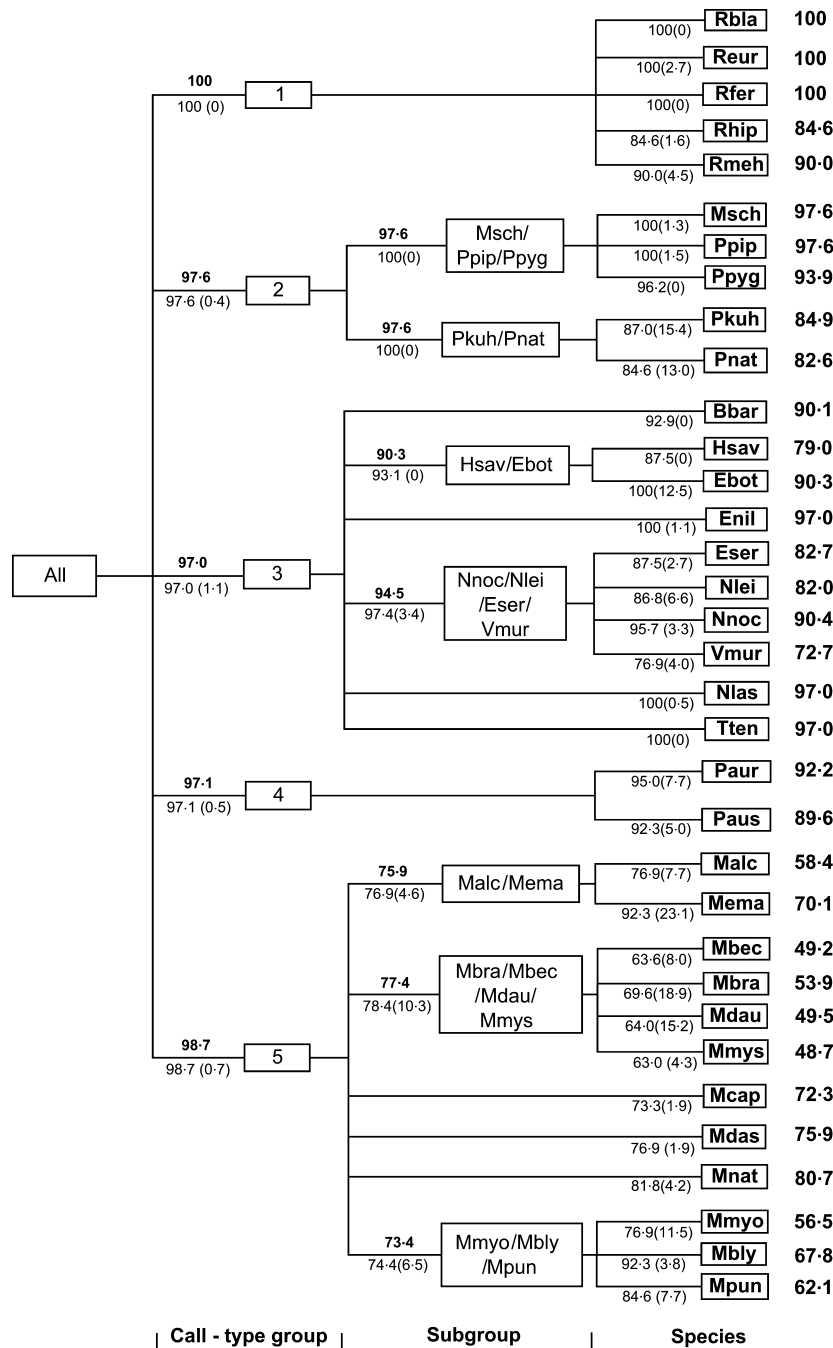 Rbla 100
100(0)
Reur 100
100(2·7)
100
1
Rfer 100
100 (0)
100(0)
Rhip 84·6
84·6(1·6)
Rmeh 90·0
90·0(4·5)
Msch 97·6
100(1·3)
97·6
Msch/
Ppip/Ppyg
100(0)
Ppip 97·6
100(1·5)
97·6
2
97·6 (0·4)
Ppyg 93·9
96·2(0)
Pkuh 84·9
87·0(15·4)
97·6
Pkuh/Pnat
100(0)
Pnat 82·6
84·6 (13·0)
Bbar 90·1
92·9(0)
Hsav 79·0
87·5(0)
90·3
Hsav/Ebot
93·1 (0)
Ebot 90·3
100(12·5)
Enil 97·0
100 (1·1)
Eser 82·7
87·5(2·7)
All
97·0
3
97·0 (1·1)
Nlei 82·0
86·8(6·6)
94·5
Nnoc/Nlei
/Eser/
Vmur
97·4(3·4)
Nnoc 90·4
95·7 (3·3)
Vmur 72·7
76·9(4·0)
Nlas 97·0
100(0·5)
Tten 97·0
100(0)
Paur 92·2
95·0(7·7)
97·1
4
97·1 (0·5)
Paus 89·6
92·3(5·0)
Malc 58·4
76·9(7·7)
75·9
Malc/Mema
76·9(4·6)
Mema 70·1
92·3 (23·1)
Mbec 49·2
63·6(8·0)
77·4
Mbra/Mbec
/Mdau/
Mmys
78·4(10·3)
Mbra 53·9
69·6(18·9)
Mdau 49·5
64·0(15·2)
98·7
5
98·7 (0·7)
Mmys 48·7
63·0 (4·3)
Mcap 72·3
73·3(1·9)
Mdas 75·9
76·9 (1·9)
Mnat 80·7
81·8(4·2)
Mmyo 56·5
76·9(11·5)
73·4
Mmyo/Mbly
/Mpun
74·4(6·5)
Mbly 67·8
92·3 (3·8)
Mpun 62·1
84·6 (7·7)
Call - type group Subgroup Species